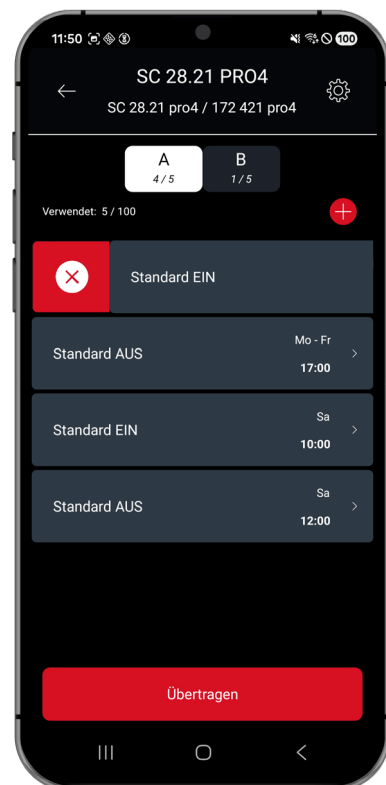 11:50 100
SC 28.21 PRO4
SC 28.21 pro4 / 172 421 pro4
A B
4 / 5 1 / 5
Verwendet: 5 / 100
Standard EIN
Standard AUS Mo - Fr
17:00
Standard EIN Sa
10:00
Standard AUS Sa
12:00
Übertragen